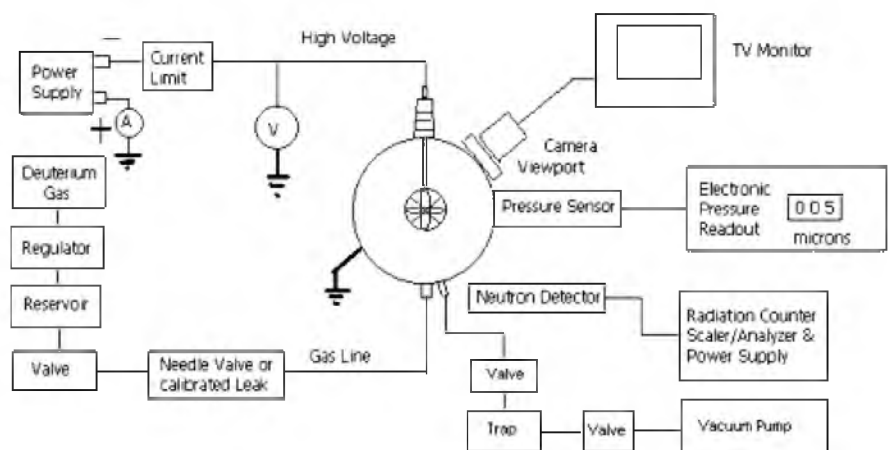 High Voltage
TV Monitor
Power
Supply
Current
Limit
—
+
A
V
Camera
Viewport
Deuterium
Gas
Pressure Sensor
Electronic
Pressure
Readout
005
microns
Regulator
Reservoir
Neutron Detector
Radiation Counter
Scaler/Analyzer &
Power Supply
Valve
Needle Valve or
calibrated Leak
Gas Line
Valve
Trap
Valve
Vacuum Pump